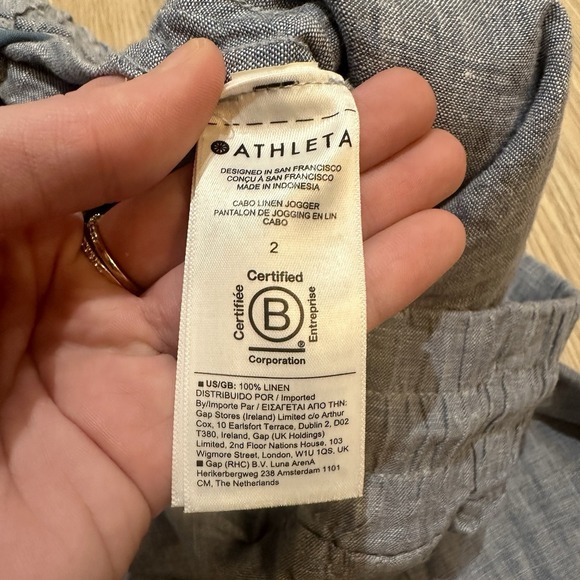 ATHLETA
DESIGNED IN SAN FRANCISCO
CONÇU À SAN FRANCISCO
MADE IN INDONESIA
CABO LINEN JOGGER
PANTALON DE JOGGING EN LIN
CABO
2
Certified
Certifiée
B
Entreprise
®
Corporation
■ US/GB: 100% LINEN
DISTRIBUIDO POR / Imported
By/Importe Par / ΕΙΣΑΓΕΤΑΙ ΑΠΟ ΤΗΝ:
Gap Stores (Ireland) Limited c/o Arthur
Cox, 10 Earlsfort Terrace, Dublin 2, D02
T380, Ireland, Gap (UK Holdings)
Limited, 2nd Floor Nations House, 103
Wigmore Street, London, W1U 1QS, UK
■ Gap (RHC) B.V. Luna ArenA
Herikerbergweg 238 Amsterdam 1101
CM, The Netherlands